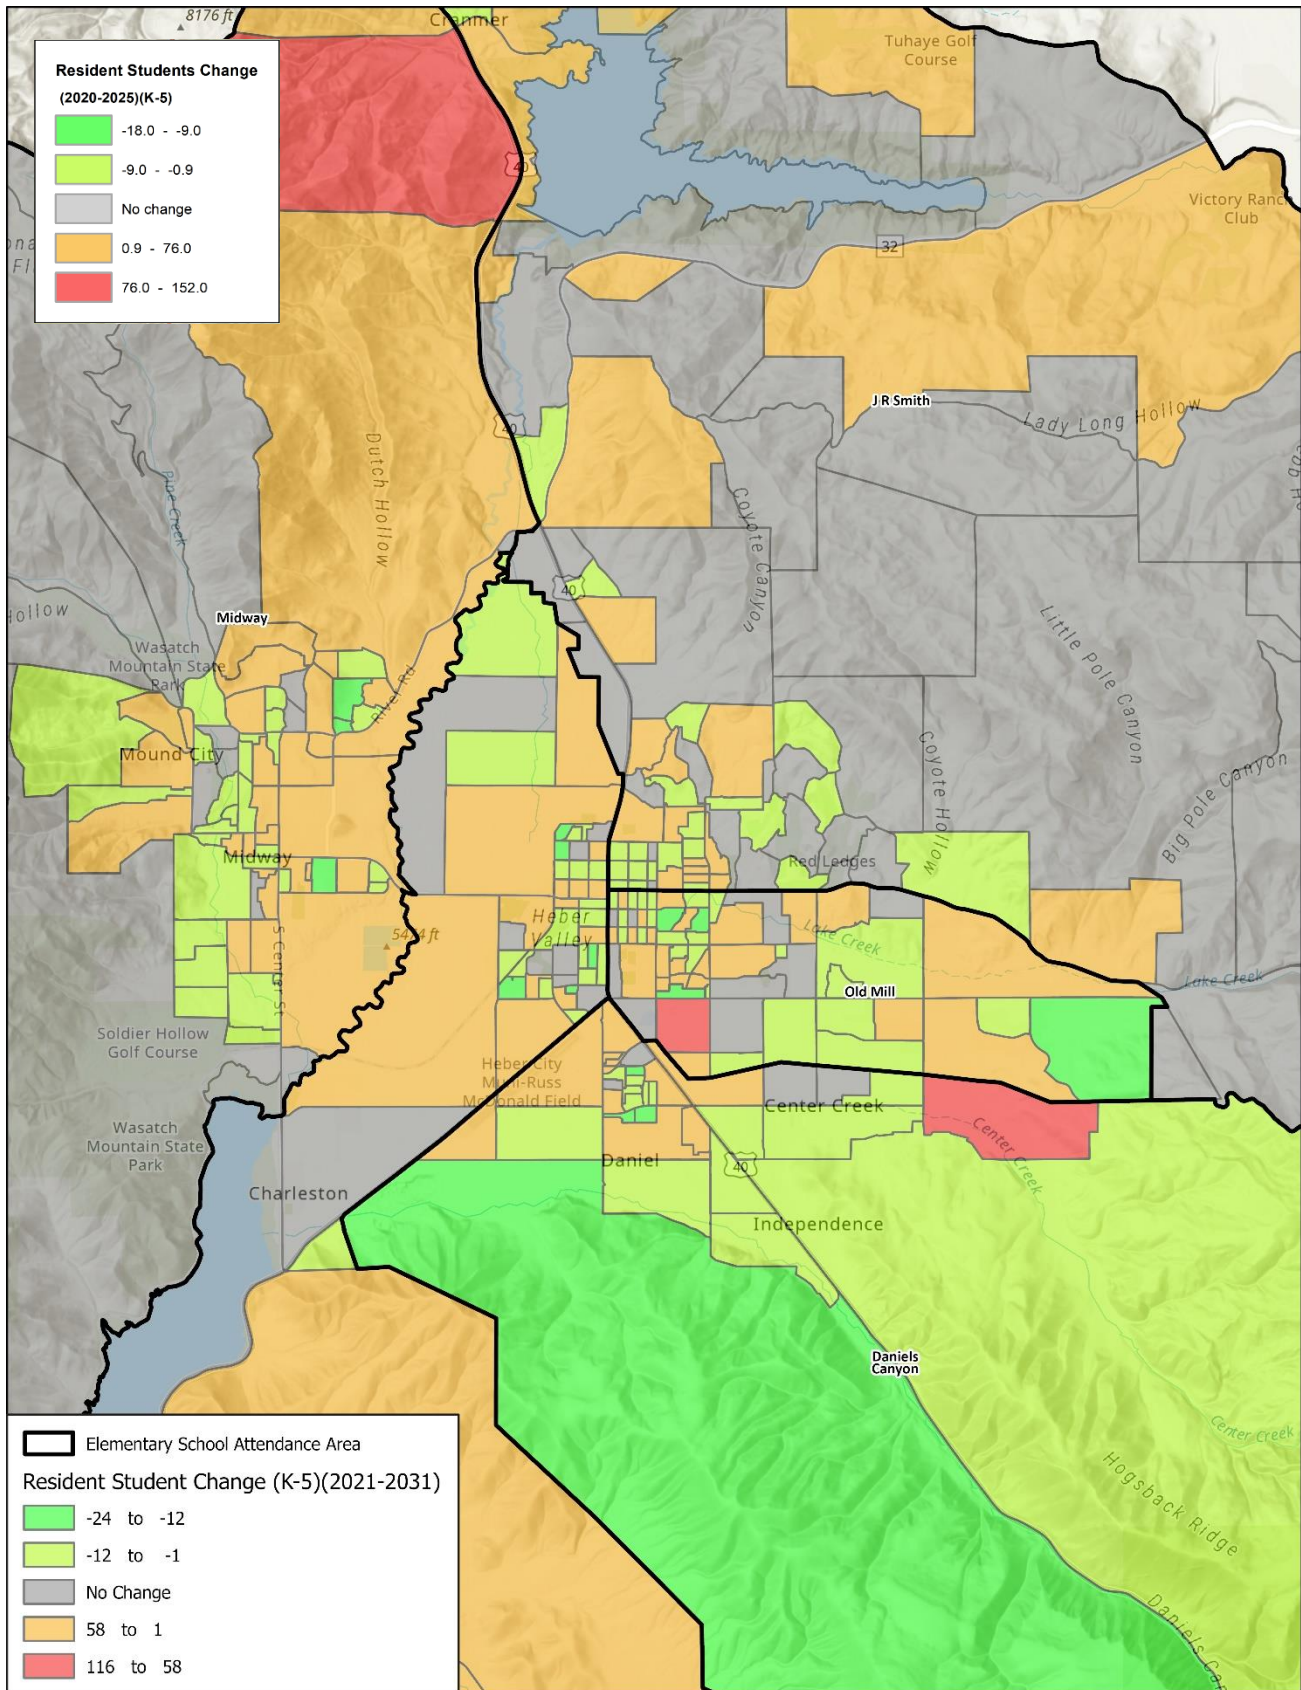 8176 ft
Cranmer
Tuhaye Golf
Course
Resident Students Change
(2020-2025)(K-5)
-18.0 - -9.0
-9.0 - -0.9
No change
0.9 - 76.0
76.0 - 152.0
40
Victory Ranch
Club
32
J R Smith
Lady Long Hollow
40
Dutch Hollow
Pine Creek
Coyote Canyon
40
Hollow
Midway
Wasatch
Mountain State
Park
River Rd
Little Pole Canyon
Mound City
Coyote Hollow
Big Pole Canyon
Midway
Red Ledges
Heber
Valley
5474 ft
Lake Creek
Lake Creek
S Center St
Old Mill
Soldier Hollow
Golf Course
Heber City
Muni-Russ
McDonald Field
Center Creek
Wasatch
Mountain State
Park
Daniel
40
Center Creek
Charleston
Independence
Daniels
Canyon
Center Creek
Hogsback Ridge
Elementary School Attendance Area
Resident Student Change (K-5)(2021-2031)
-24 to -12
-12 to -1
No Change
58 to 1
116 to 58
Daniels